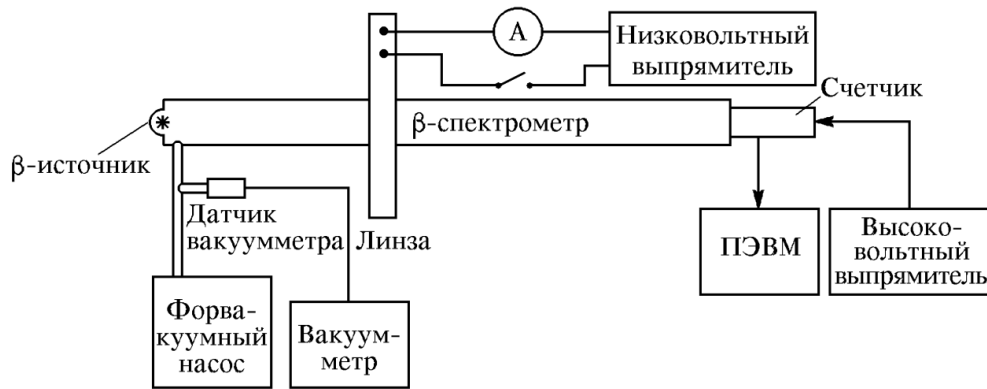 А
Низковольтный
выпрямитель
Счетчик
β-спектрометр
β-источник
Датчик
вакуумметра
Линза
ПЭВМ
Высоко-
вольтный
выпрямитель
Форва-
куумный
насос
Вакуум-
метр